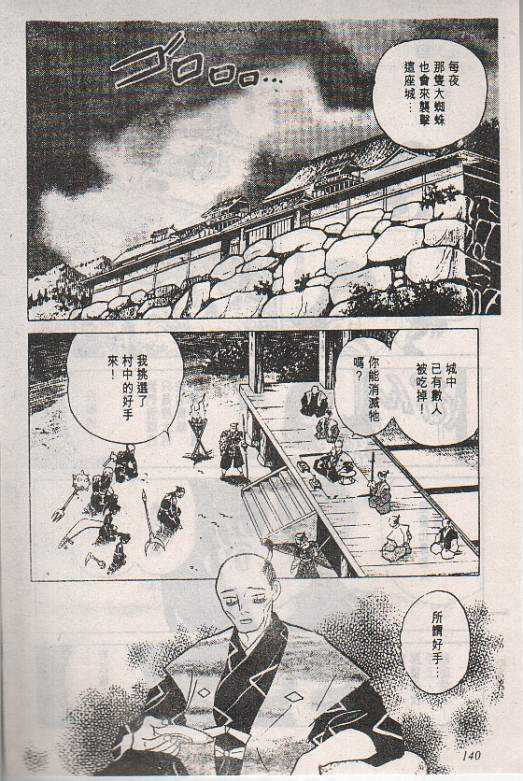 每夜
那隻大蜘蛛
也會來襲擊
這座城…
ゴロロロ…
城中
已有數人
被吃掉！
你能消滅牠
嗎？
我挑選了
村中的好手
來！
所謂好手…
140